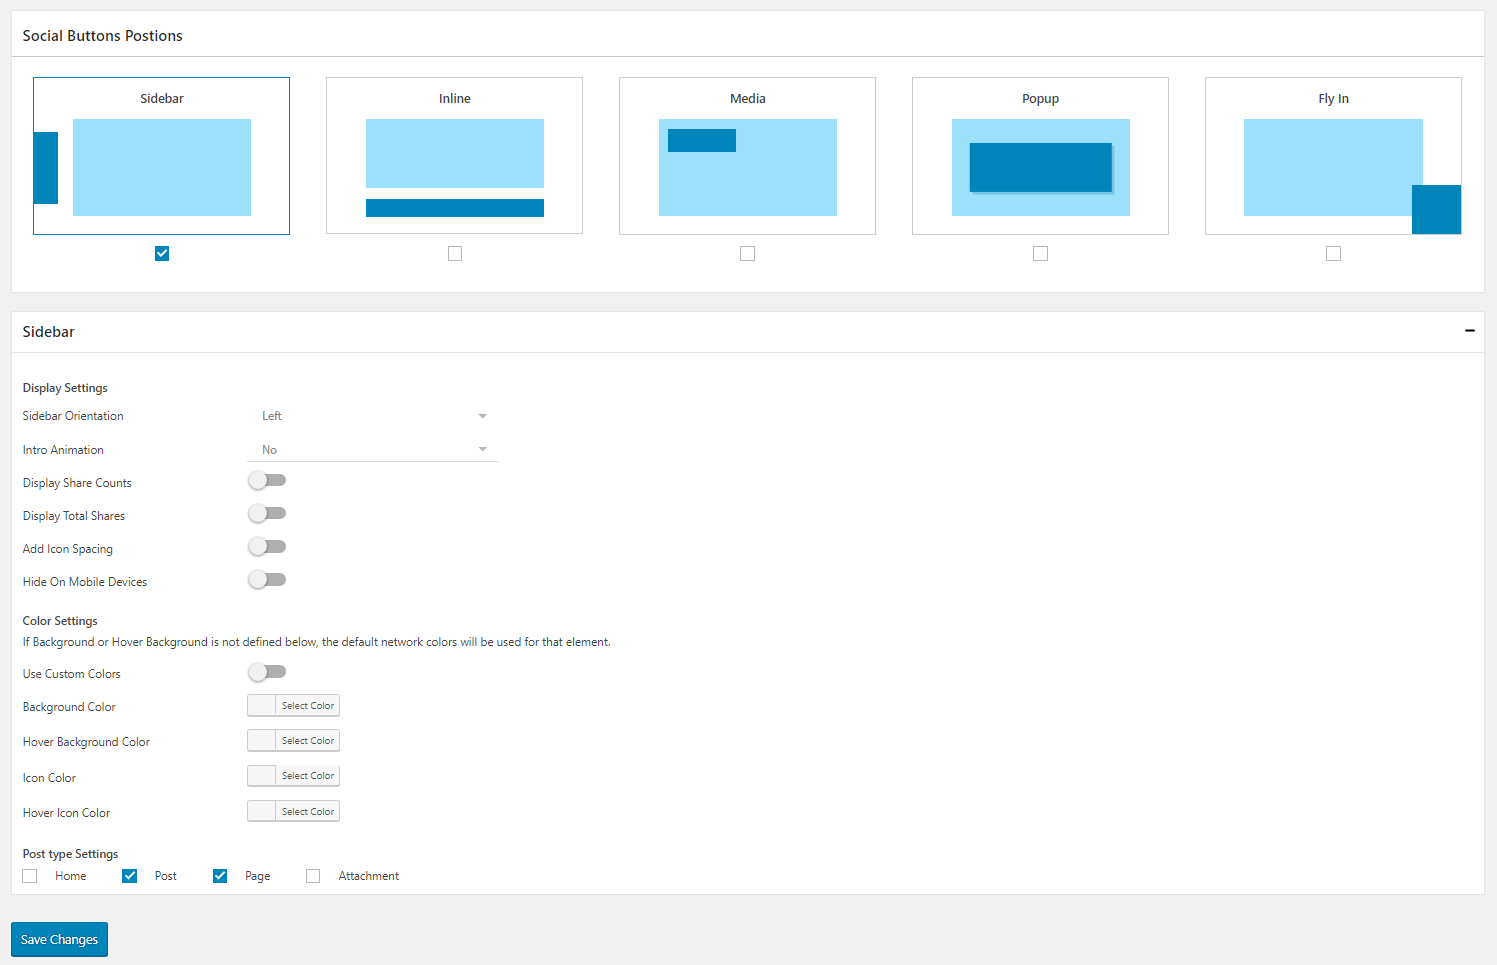 Social Buttons Postions
Sidebar
Inline
Media
Popup
Fly In
Sidebar
Display Settings
Sidebar Orientation
Left
Intro Animation
No
Display Share Counts
Display Total Shares
Add Icon Spacing
Hide On Mobile Devices
Color Settings
If Background or Hover Background is not defined below, the default network colors will be used for that element.
Use Custom Colors
Background Color
Select Color
Hover Background Color
Select Color
Icon Color
Select Color
Hover Icon Color
Select Color
Post type Settings
Home
Post
Page
Attachment
Save Changes